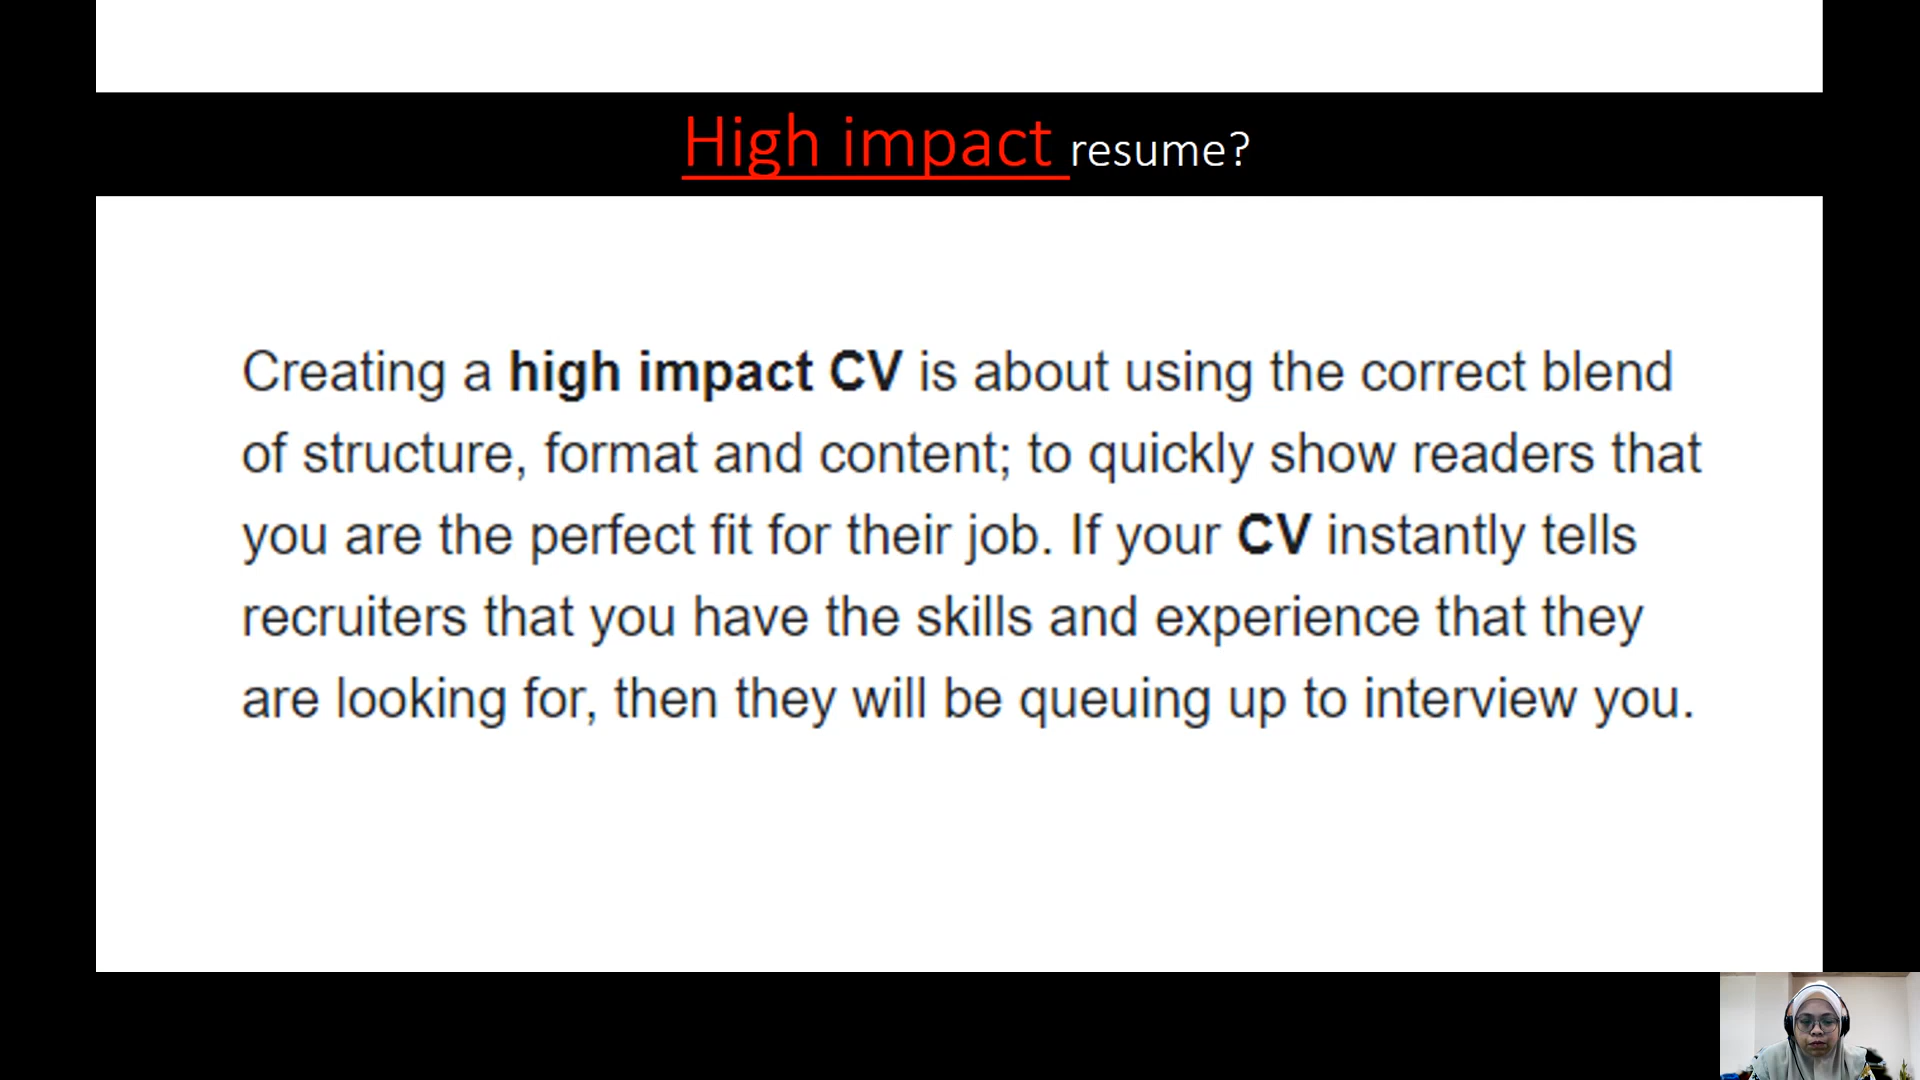 High impact resume?
Creating a high impact CV is about using the correct blend
of structure, format and content; to quickly show readers that
you are the perfect fit for their job. If your CV instantly tells
recruiters that you have the skills and experience that they
are looking for, then they will be queuing up to interview you.